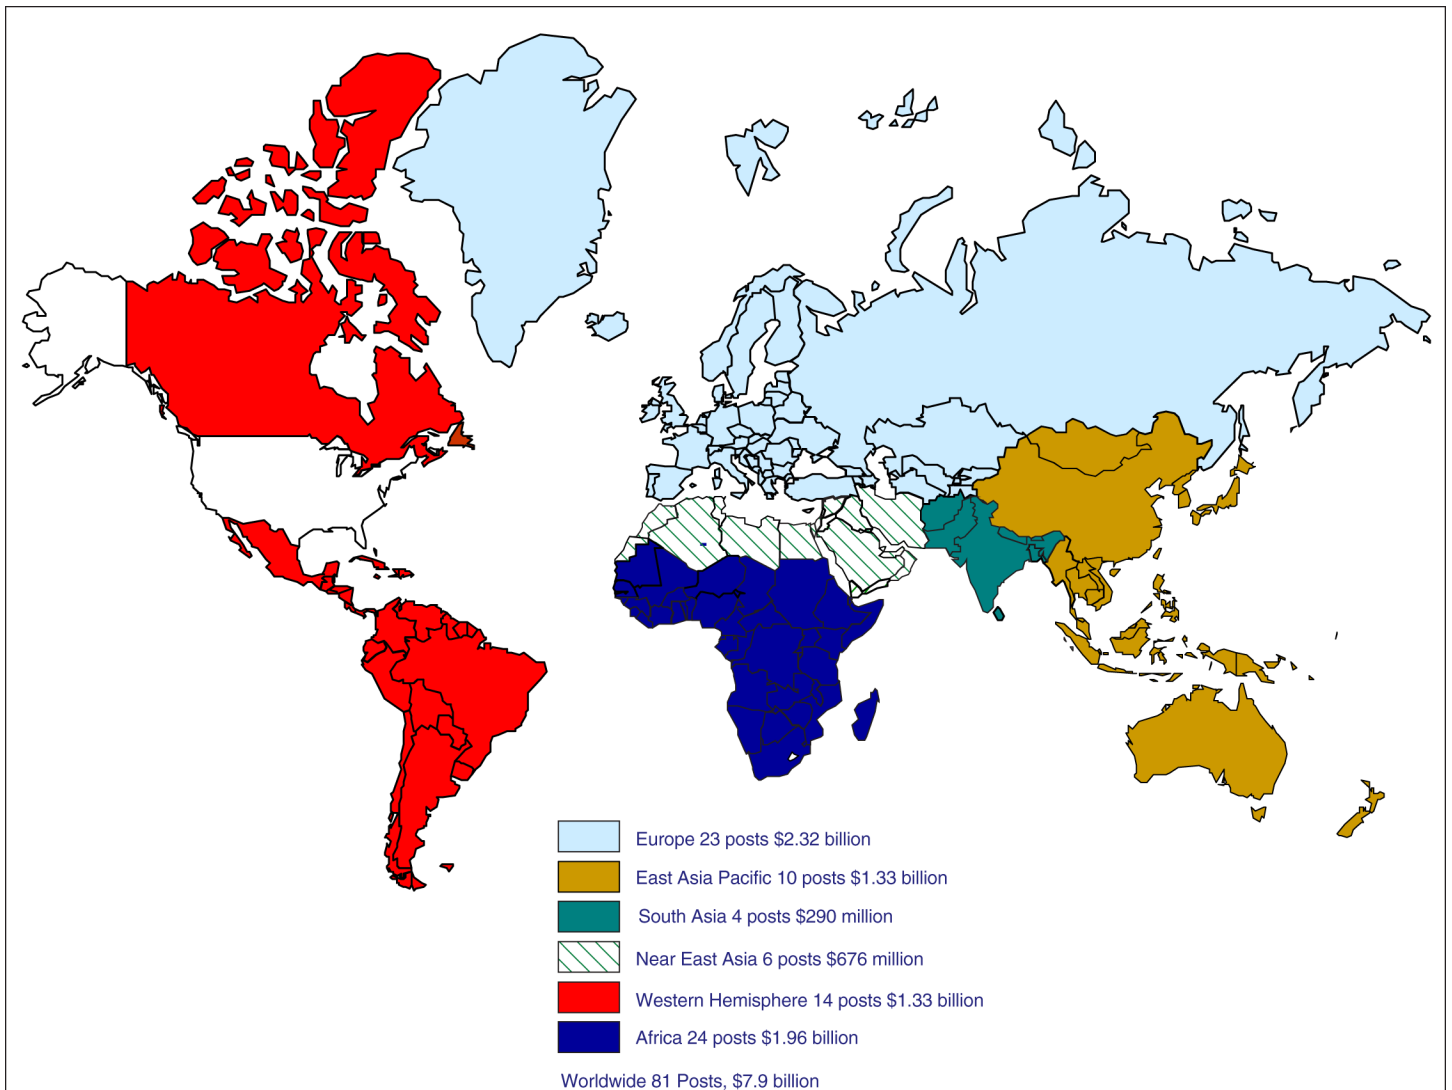 Europe 23 posts $2.32 billion
East Asia Pacific 10 posts $1.33 billion
South Asia 4 posts $290 million
Near East Asia 6 posts $676 million
Western Hemisphere 14 posts $1.33 billion
Africa 24 posts $1.96 billion
Worldwide 81 Posts, $7.9 billion